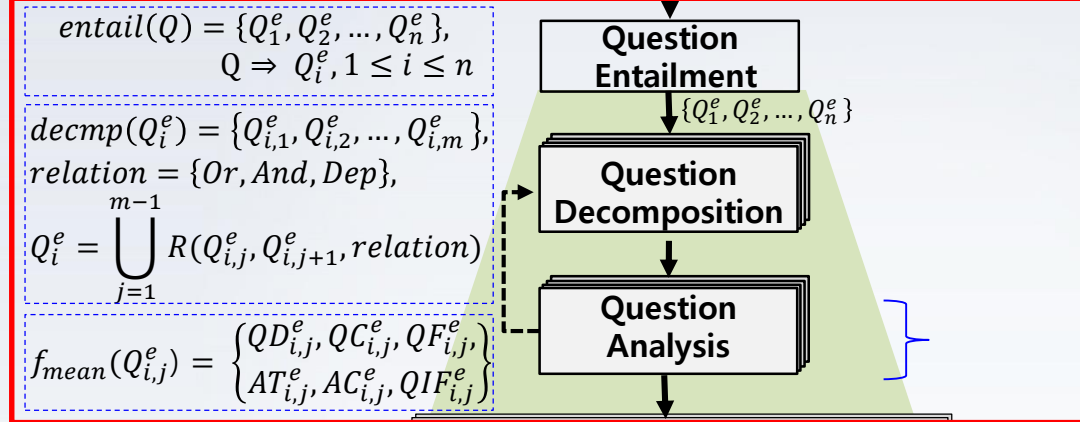 entail(Q) = {Q_1^e, Q_2^e, … , Q_n^e},
Q ⇒ Q_i^e, 1 ≤ i ≤ n
decmp(Q_i^e) = {Q_{i,1}^e, Q_{i,2}^e, … , Q_{i,m}^e},
relation = {Or, And, Dep},
Q_i^e = ⋃_{j=1}^{m−1} R(Q_{i,j}^e, Q_{i,j+1}^e, relation)
f_{mean}(Q_{i,j}^e) = {QD_{i,j}^e, QC_{i,j}^e, QF_{i,j}^e,
AT_{i,j}^e, AC_{i,j}^e, QIF_{i,j}^e}
Question
Entailment
{Q_1^e, Q_2^e, … , Q_n^e}
Question
Decomposition
Question
Analysis